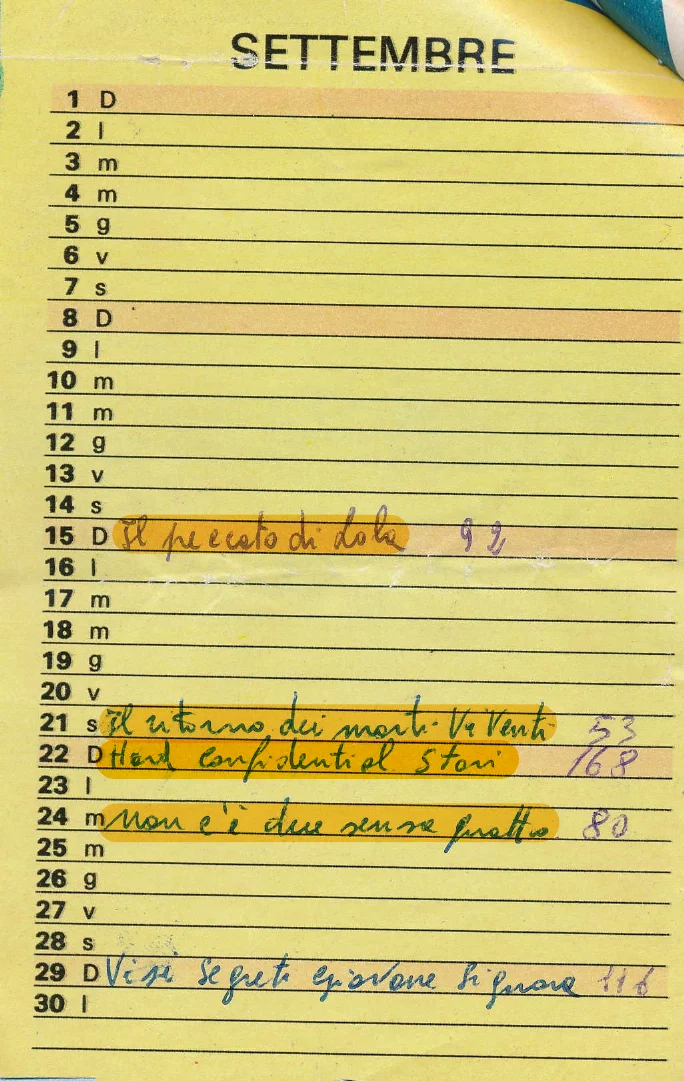 SETTEMBRE
1 D
2 l
3 m
4 m
5 g
6 v
7 s
8 D
9 l
10 m
11 m
12 g
13 v
14 s
15 D Il peccato di Lola 92
16 l
17 m
18 m
19 g
20 v
21 s Il ritorno dei morti Viventi 53
22 D Hard Confidential Stori 168
23 l
24 m Non c'è due senza quattro 80
25 m
26 g
27 v
28 s
29 D Vizi Segreti Giovane Signora 116
30 l